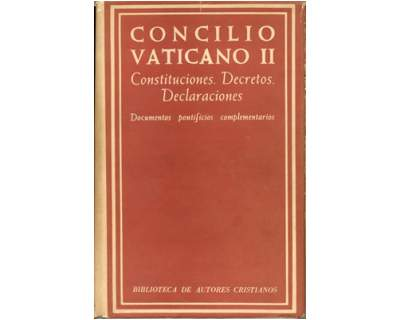 CONCILIO
VATICANO II
Constituciones. Decretos.
Declaraciones
Documentos pontificios complementarios
BIBLIOTECA DE AUTORES CRISTIANOS